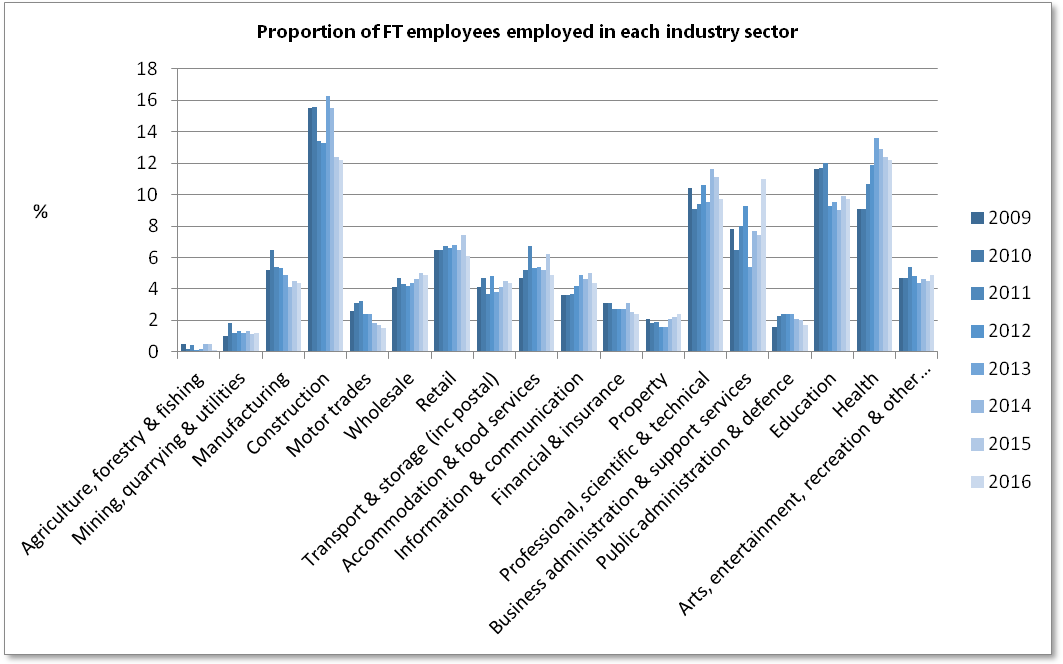 Proportion of FT employees employed in each industry sector
18
16
14
12
10
8
6
4
2
0
%
Agriculture, forestry & fishing
Mining, quarrying & utilities
Manufacturing
Construction
Motor trades
Wholesale
Retail
Transport & storage (inc postal)
Accommodation & food services
Information & communication
Financial & insurance
Property
Professional, scientific & technical
Business administration & support services
Public administration & defence
Education
Health
Arts, entertainment, recreation & other...
2009
2010
2011
2012
2013
2014
2015
2016